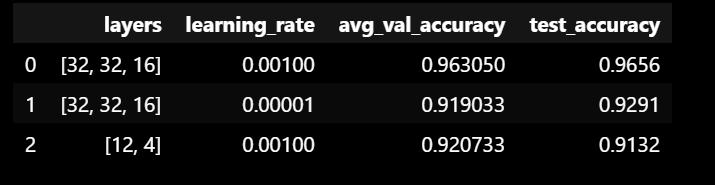 layers learning_rate avg_val_accuracy test_accuracy
0 [32, 32, 16] 0.00100 0.963050 0.9656
1 [32, 32, 16] 0.00001 0.919033 0.9291
2 [12, 4] 0.00100 0.920733 0.9132